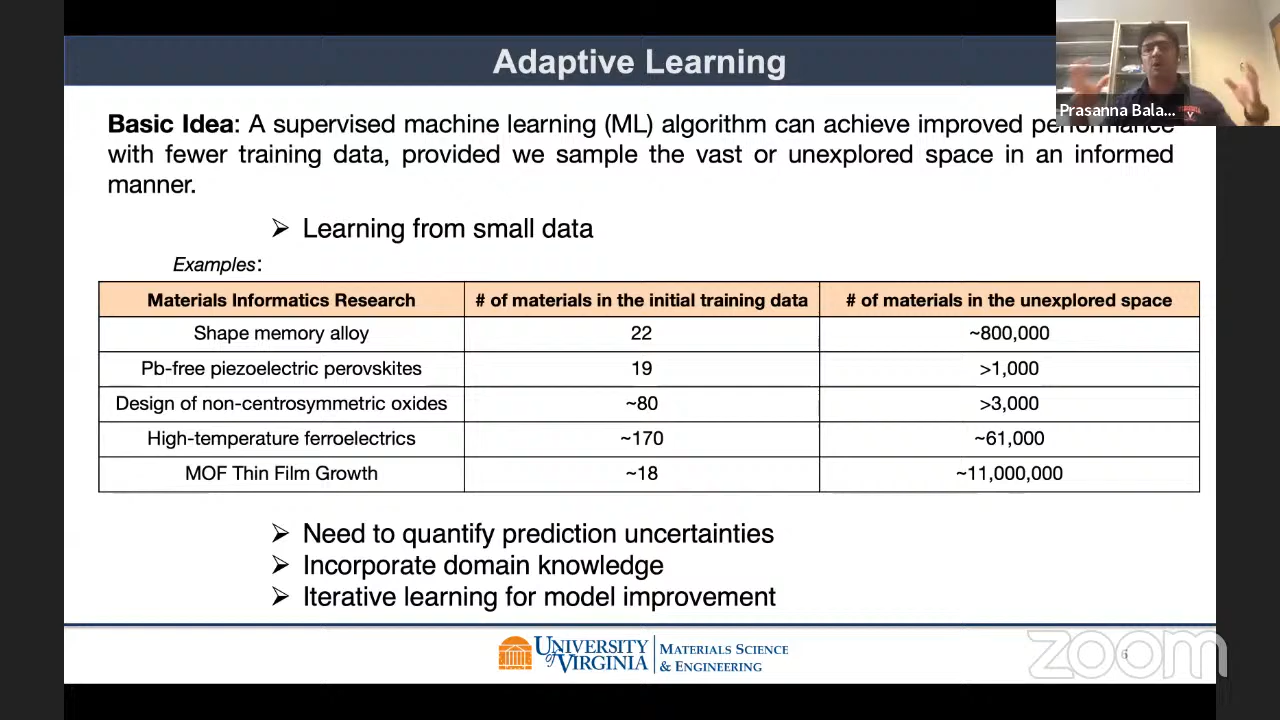 Adaptive Learning
Prasanna Bala...
Basic Idea: A supervised machine learning (ML) algorithm can achieve improved performance
with fewer training data, provided we sample the vast or unexplored space in an informed
manner.
➢ Learning from small data
Examples:
Materials Informatics Research # of materials in the initial training data # of materials in the unexplored space
Shape memory alloy 22 ~800,000
Pb-free piezoelectric perovskites 19 >1,000
Design of non-centrosymmetric oxides ~80 >3,000
High-temperature ferroelectrics ~170 ~61,000
MOF Thin Film Growth ~18 ~11,000,000
➢ Need to quantify prediction uncertainties
➢ Incorporate domain knowledge
➢ Iterative learning for model improvement
UNIVERSITY of VIRGINIA
MATERIALS SCIENCE
& ENGINEERING
zoom
6